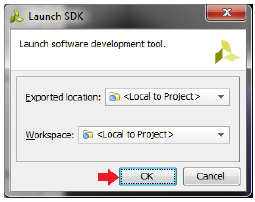 Launch SDK
Launch software development tool.
Exported location: <Local to Project>
Workspace: <Local to Project>
OK Cancel